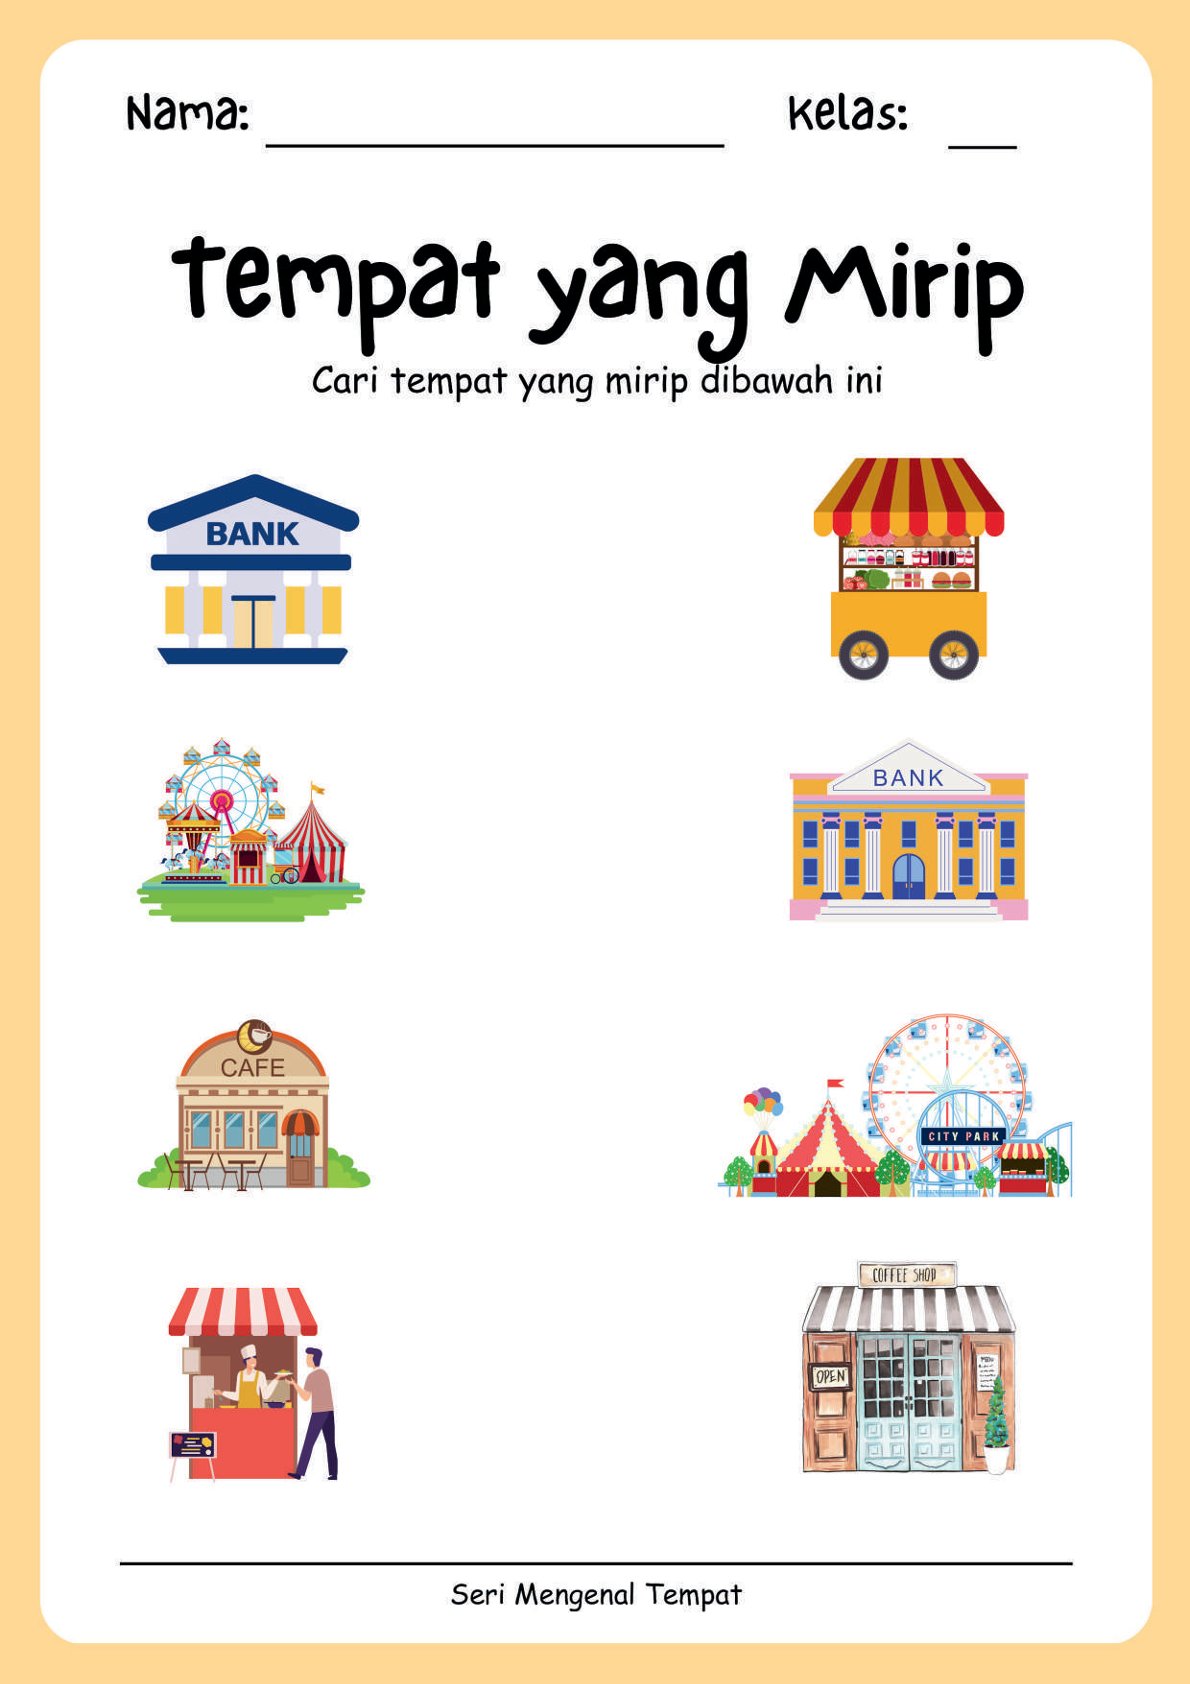 Nama: Kelas:
Tempat yang Mirip
Cari tempat yang mirip dibawah ini
BANK
BANK
CAFE
CITY PARK
COFFEE SHOP
OPEN
MENU
Seri Mengenal Tempat